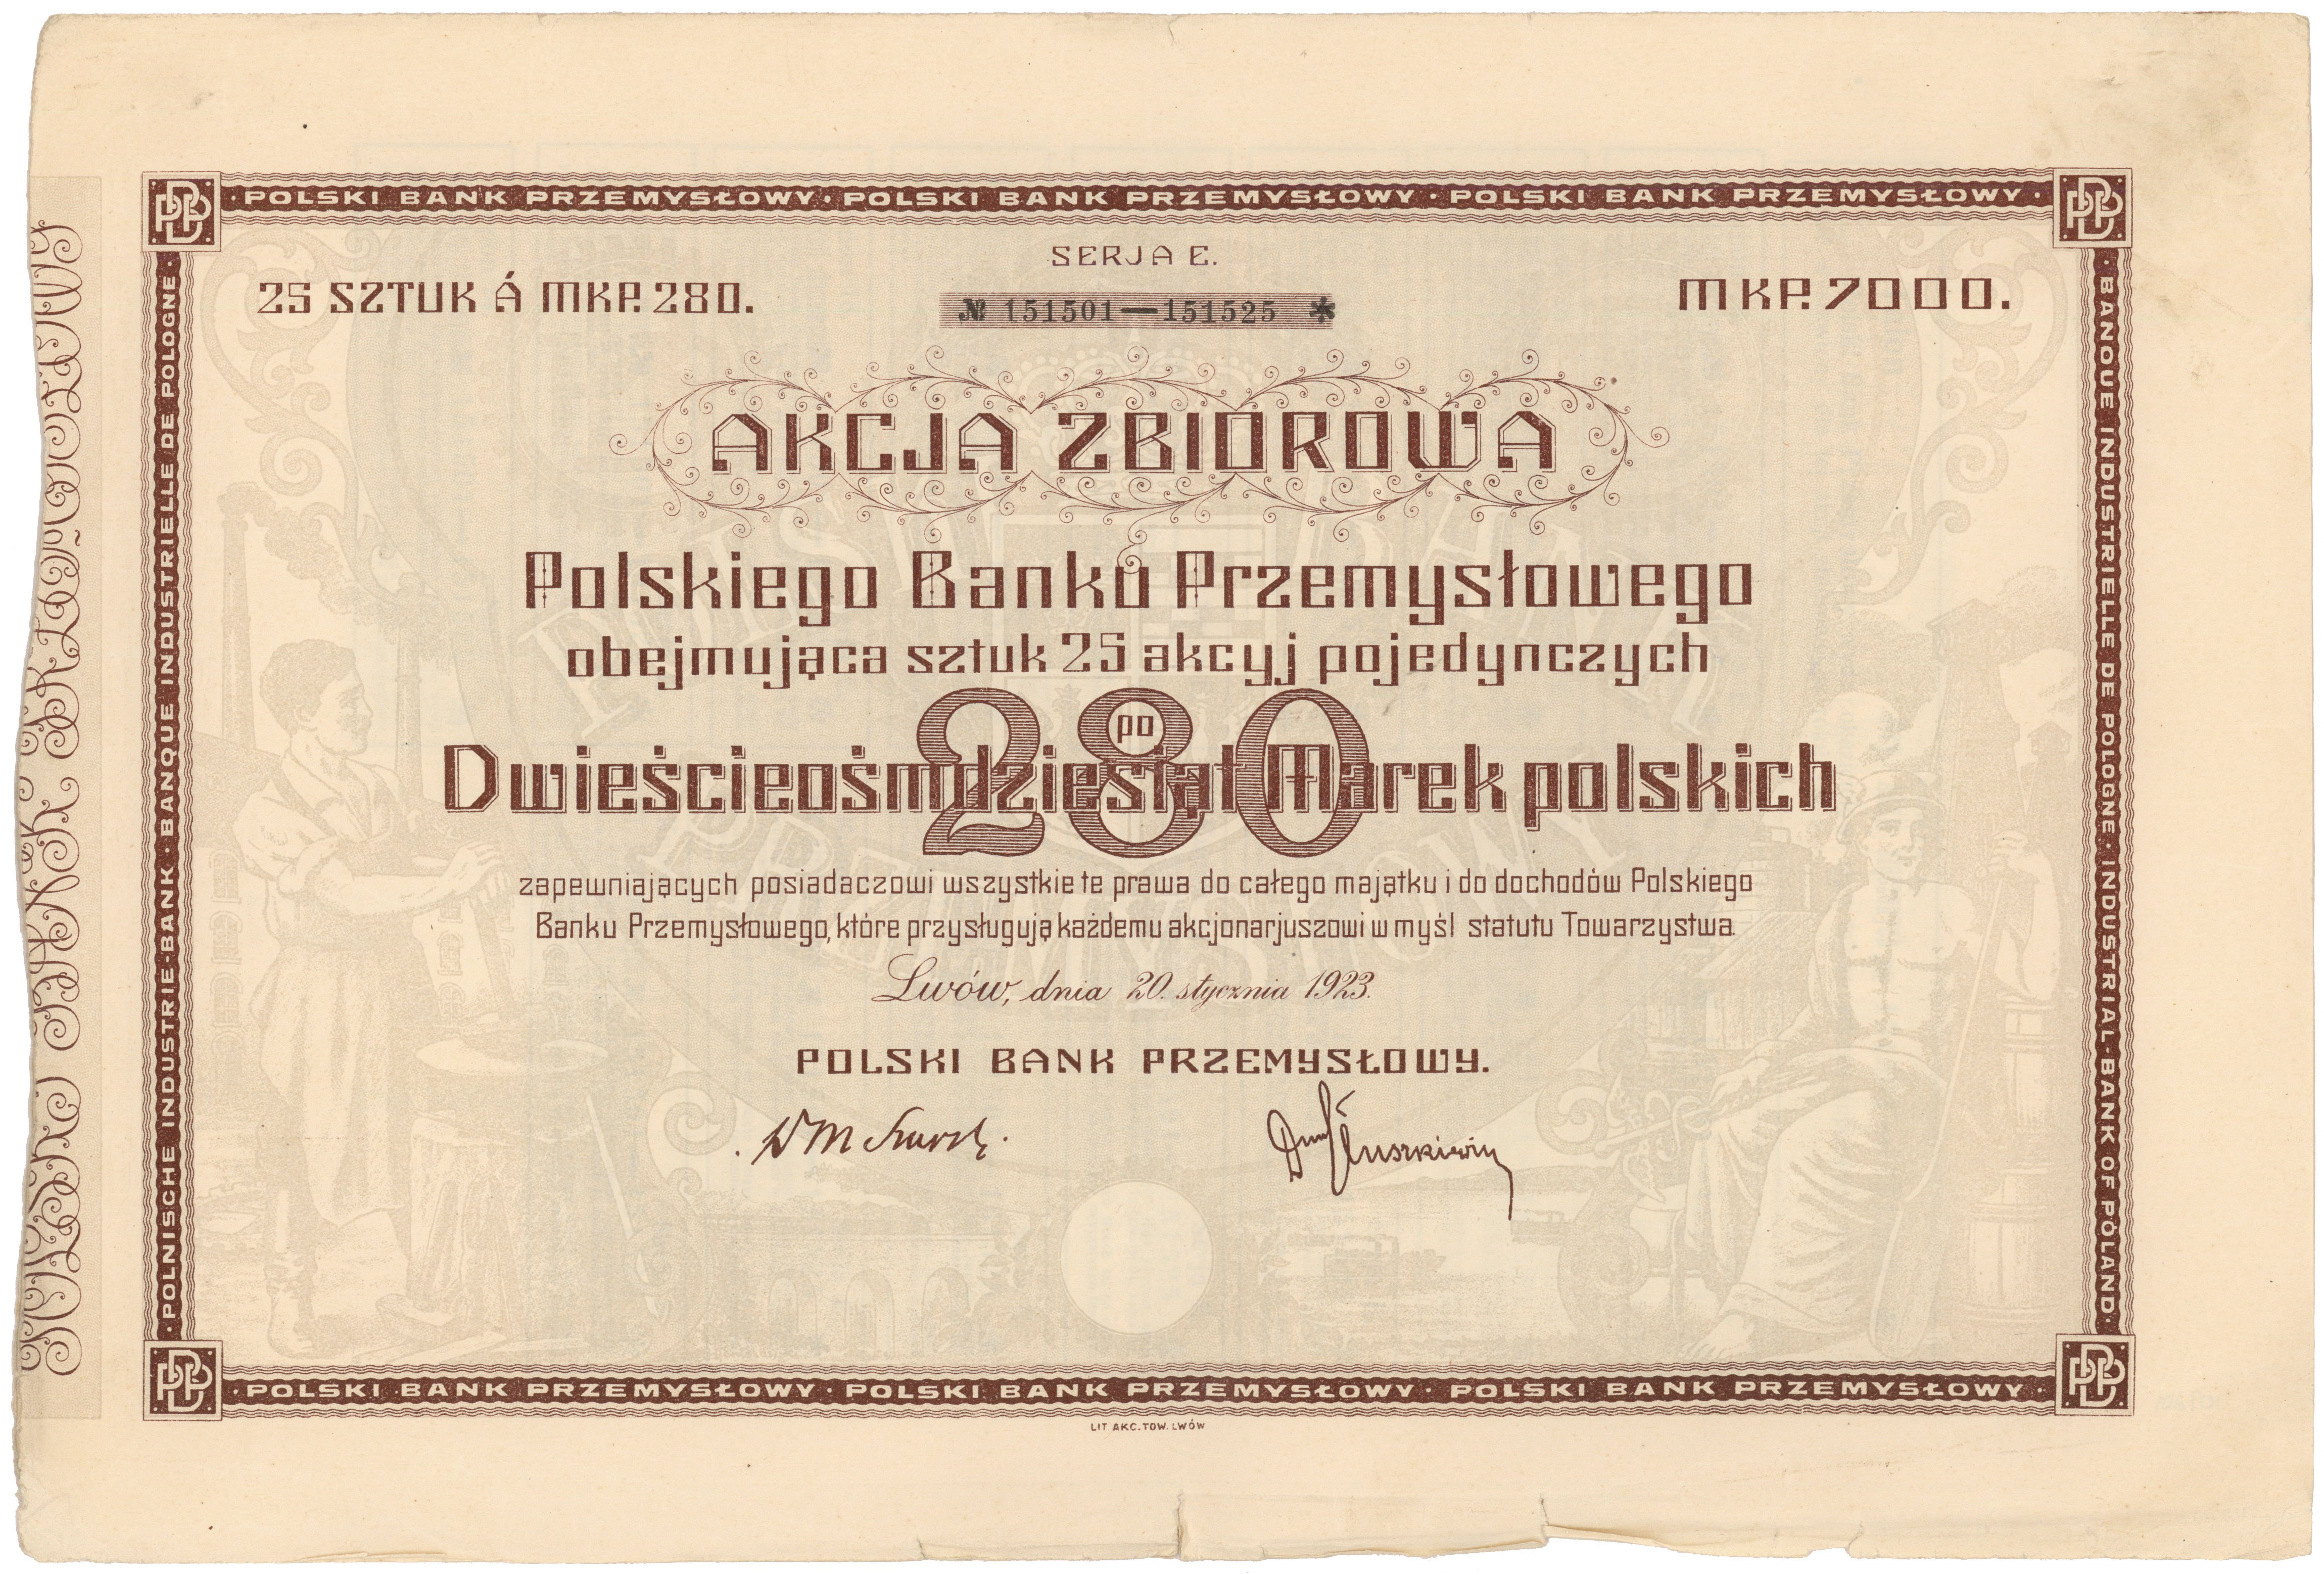 · POLSKI BANK PRZEMYSŁOWY · POLSKI BANK PRZEMYSŁOWY · POLSKI BANK PRZEMYSŁOWY ·
SERJA E.
25 SZTUK Á MKP. 280.
№ 151501—151525 *
MKP. 7000.
AKCJA ZBIOROWA
Polskiego Banku Przemysłowego
obejmująca sztuk 25 akcyj pojedynczych
280
po
Dwieścieośmdziesiąt Marek polskich
zapewniających posiadaczowi wszystkie te prawa do całego majątku i do dochodów Polskiego
Banku Przemysłowego, które przysługują każdemu akcjonarjuszowi w myśl statutu Towarzystwa.
Lwów, dnia 20. stycznia 1923.
POLSKI BANK PRZEMYSŁOWY.
· POLNISCHE INDUSTRIE-BANK · BANQUE INDUSTRIELLE DE POLOGNE ·
· BANQUE INDUSTRIELLE DE POLOGNE · INDUSTRIAL-BANK OF POLAND ·
POLSKI BANK PRZEMYSŁOWY
· POLSKI BANK PRZEMYSŁOWY · POLSKI BANK PRZEMYSŁOWY · POLSKI BANK PRZEMYSŁOWY ·
LIT AKC. TOW. LWÓW